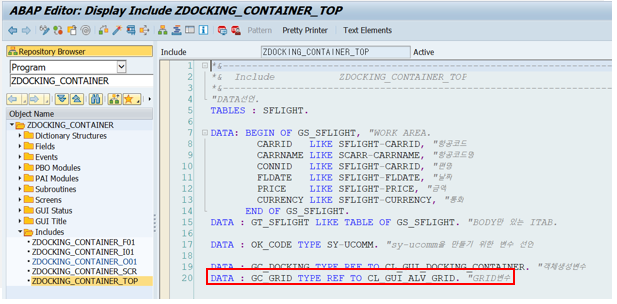 ABAP Editor: Display Include ZDOCKING_CONTAINER_TOP
Pattern Pretty Printer Text Elements
Repository Browser
Include ZDOCKING_CONTAINER_TOP Active
Program
ZDOCKING_CONTAINER
Object Name
ZDOCKING_CONTAINER
Dictionary Structures
Fields
Events
PBO Modules
PAI Modules
Subroutines
Screens
GUI Status
GUI Title
Includes
ZDOCKING_CONTAINER_F01
ZDOCKING_CONTAINER_I01
ZDOCKING_CONTAINER_O01
ZDOCKING_CONTAINER_SCR
ZDOCKING_CONTAINER_TOP
1 *&---------------------------------------------------------------------
2 *& Include ZDOCKING_CONTAINER_TOP
3 *&---------------------------------------------------------------------
4 "DATA선언.
5 TABLES : SFLIGHT.
6
7 DATA: BEGIN OF GS_SFLIGHT, "WORK AREA.
8 CARRID LIKE SFLIGHT-CARRID, "항공코드
9 CARRNAME LIKE SCARR-CARRNAME, "항공코드명
10 CONNID LIKE SFLIGHT-CARRID, "편명
11 FLDATE LIKE SFLIGHT-FLDATE, "날짜
12 PRICE LIKE SFLIGHT-PRICE, "금액
13 CURRENCY LIKE SFLIGHT-CURRENCY, "통화
14 END OF GS_SFLIGHT.
15 DATA : GT_SFLIGHT LIKE TABLE OF GS_SFLIGHT. "BODY만 있는 ITAB.
16
17 DATA : OK_CODE TYPE SY-UCOMM. "sy-ucomm을 만들기 위한 변수 선언
18
19 DATA : GC_DOCKING TYPE REF TO CL_GUI_DOCKING_CONTAINER. "객체생성변수
20 DATA : GC_GRID TYPE REF TO CL_GUI_ALV_GRID. "GRID변수